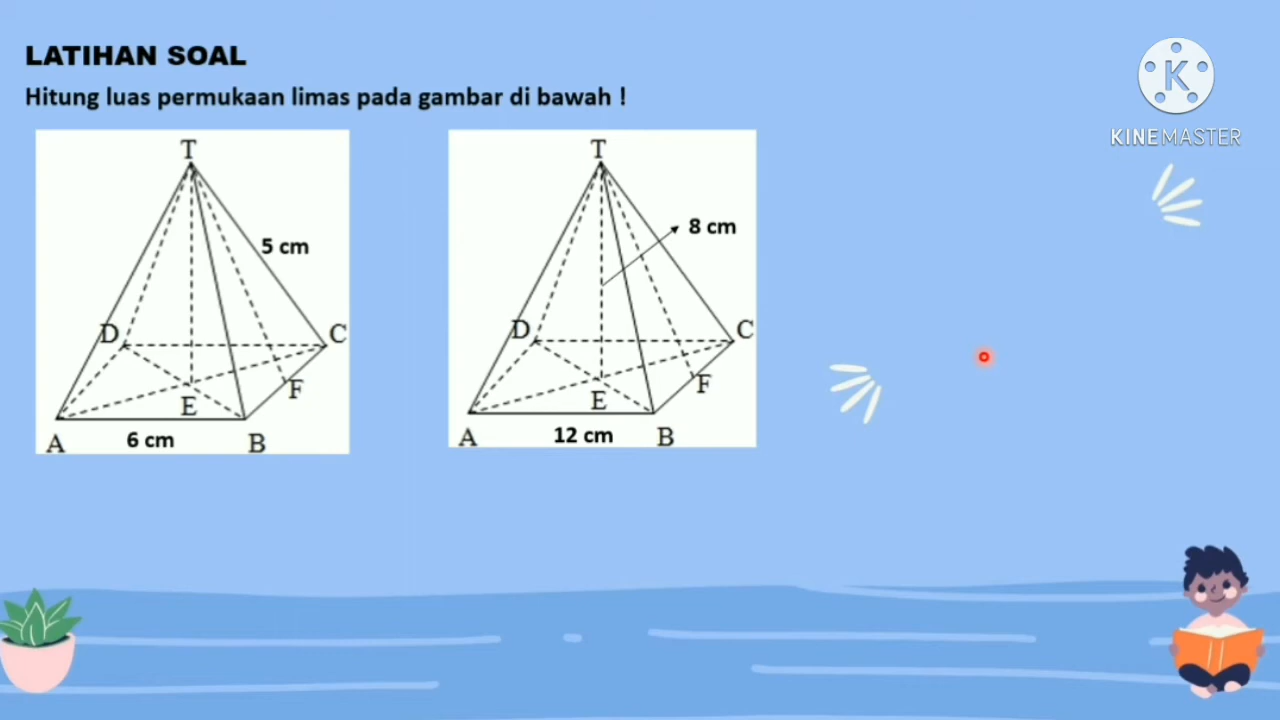 LATIHAN SOAL
Hitung luas permukaan limas pada gambar di bawah !
K
KINEMASTER
T
5 cm
D
C
E
F
A
6 cm
B
T
8 cm
D
C
E
F
A
12 cm
B